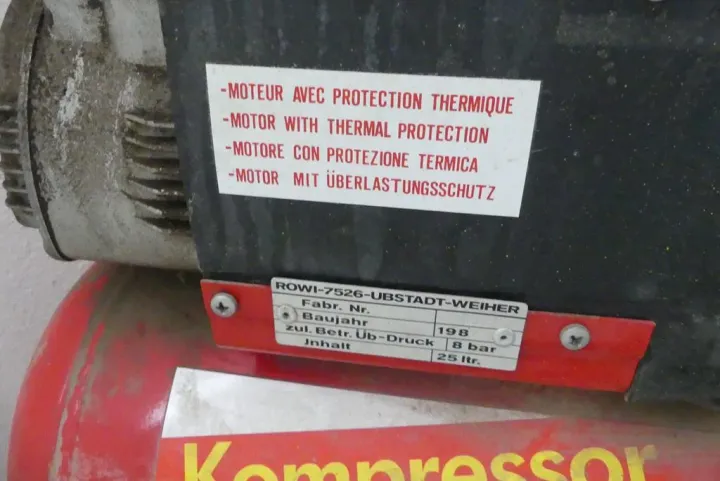 -MOTEUR AVEC PROTECTION THERMIQUE
-MOTOR WITH THERMAL PROTECTION
-MOTORE CON PROTEZIONE TERMICA
-MOTOR MIT ÜBERLASTUNGSSCHUTZ
ROWI-7526-UBSTADT-WEIHER
Fabr. Nr.
Baujahr 198
zul. Betr. Üb-Druck 8 bar
Jnhalt 25 ltr.
Kompressor